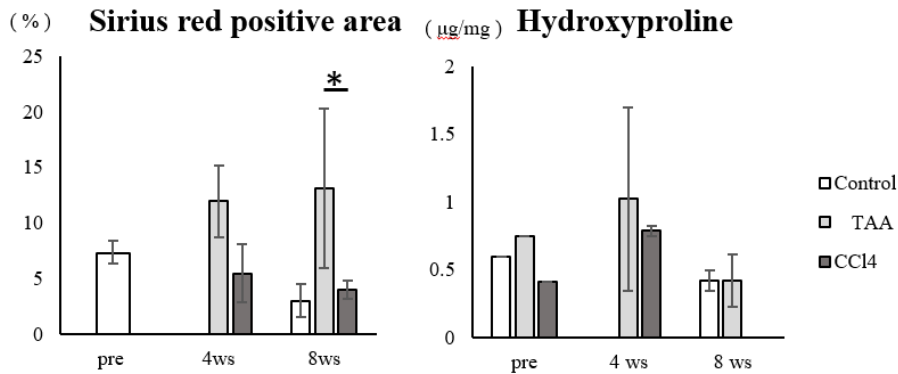 (%) Sirius red positive area
25
20
15
10
5
0
*
pre 4ws 8ws
(μg/mg) Hydroxyproline
2
1.5
1
0.5
0
pre 4 ws 8 ws
Control
TAA
CCl4